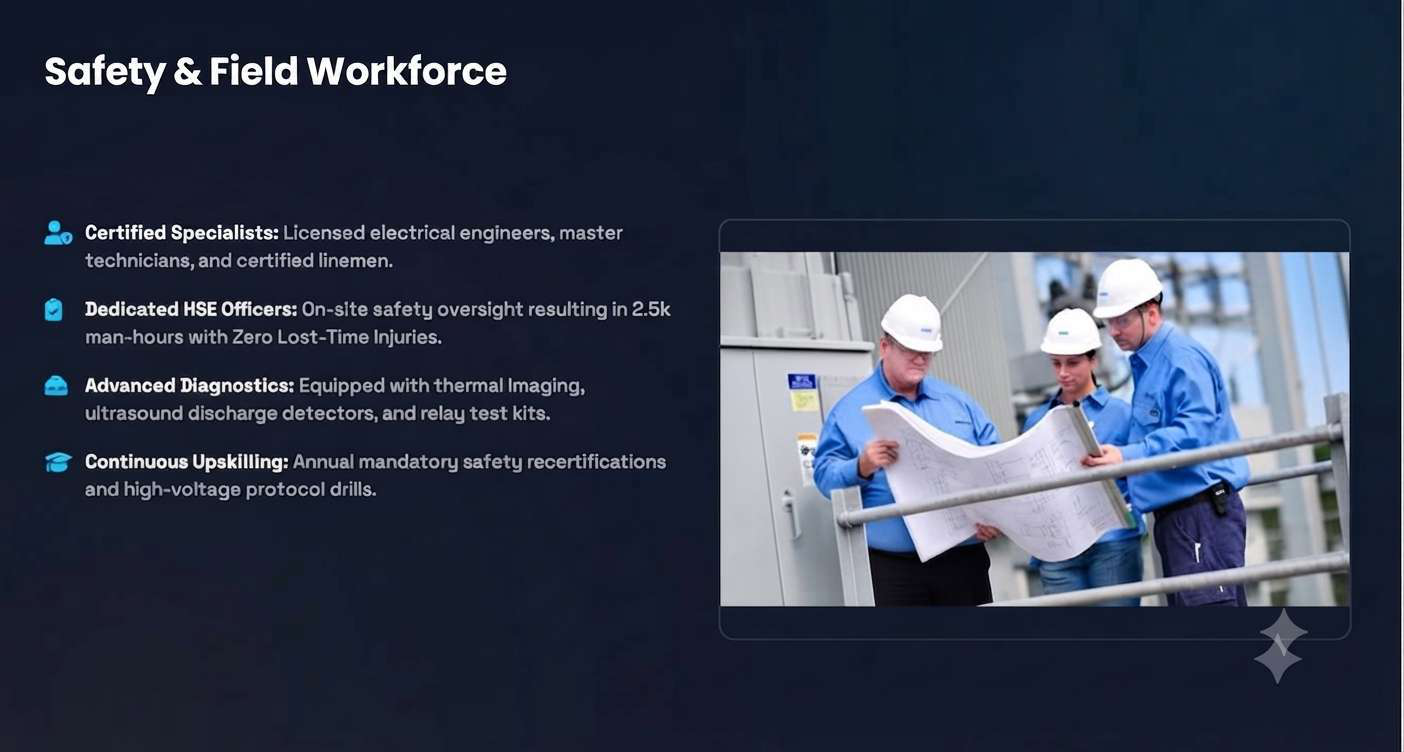 Safety & Field Workforce
Certified Specialists: Licensed electrical engineers, master
technicians, and certified linemen.
Dedicated HSE Officers: On-site safety oversight resulting in 2.5k
man-hours with Zero Lost-Time Injuries.
Advanced Diagnostics: Equipped with thermal Imaging,
ultrasound discharge detectors, and relay test kits.
Continuous Upskilling: Annual mandatory safety recertifications
and high-voltage protocol drills.